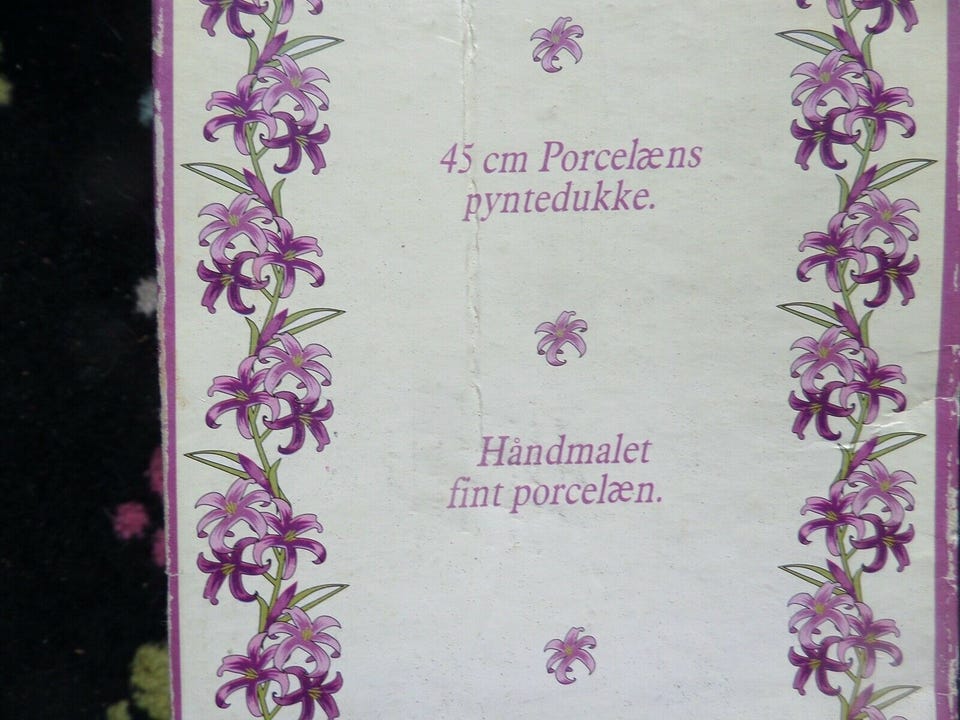 45 cm Porcelæns
pyntedukke.
Håndmalet
fint porcelæn.